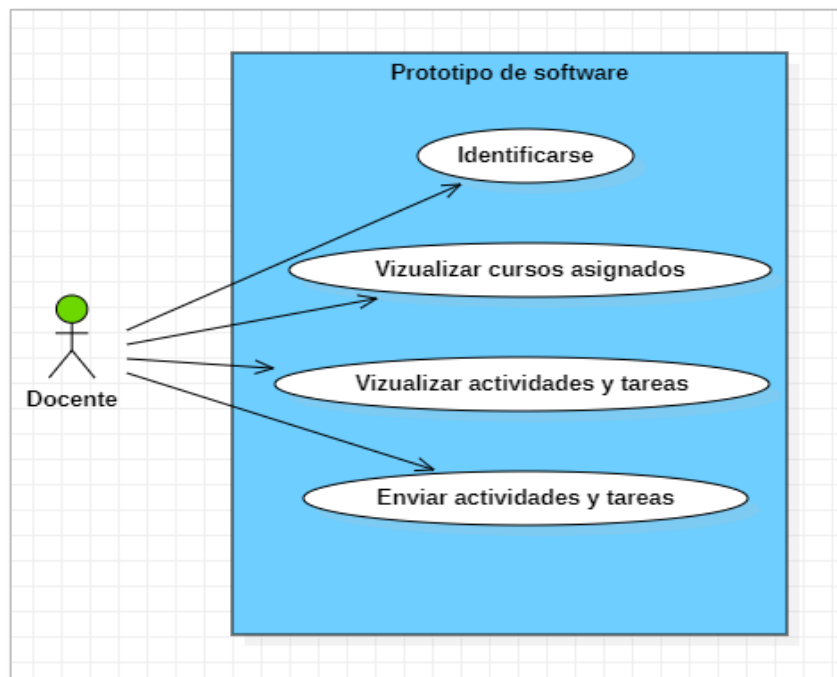 Prototipo de software
Identificarse
Vizualizar cursos asignados
Vizualizar actividades y tareas
Docente
Enviar actividades y tareas